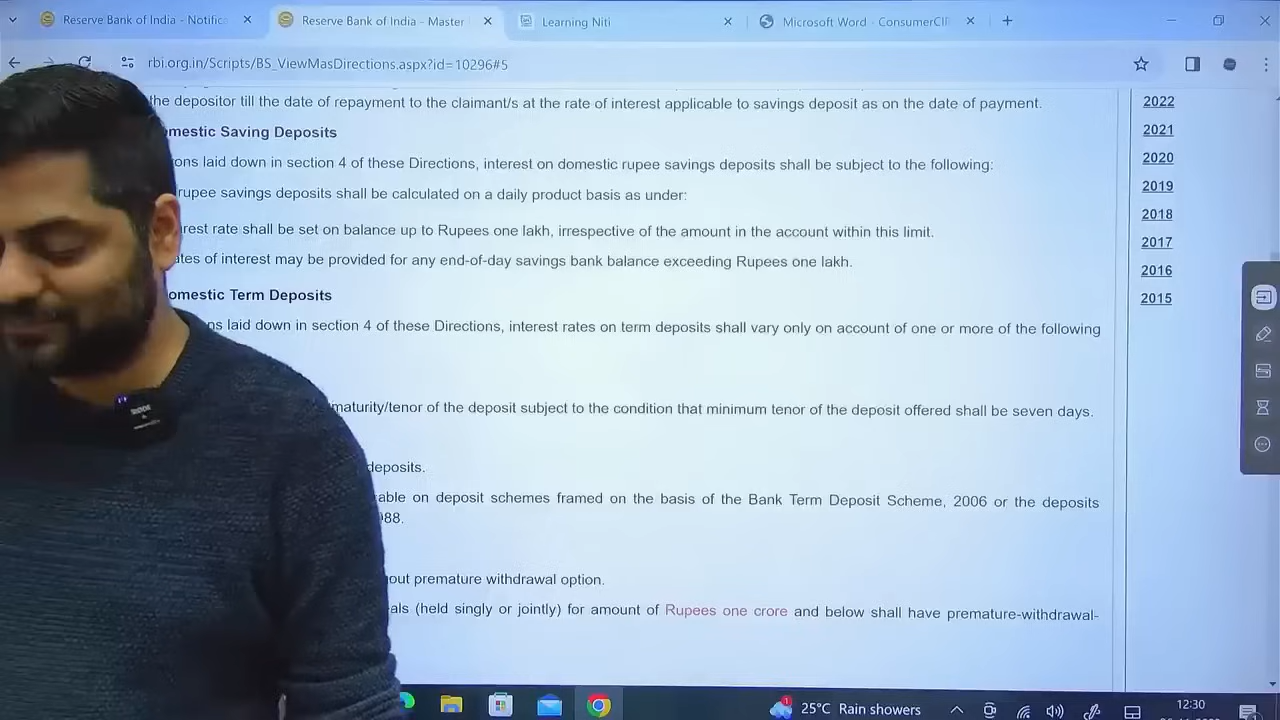 Reserve Bank of India - Notifica
Reserve Bank of India - Master
Learning Niti
Microsoft Word - ConsumerCIF
rbi.org.in/Scripts/BS_ViewMasDirections.aspx?id=10296#5
the depositor till the date of repayment to the claimant/s at the rate of interest applicable to savings deposit as on the date of payment.
mestic Saving Deposits
ons laid down in section 4 of these Directions, interest on domestic rupee savings deposits shall be subject to the following:
rupee savings deposits shall be calculated on a daily product basis as under:
rest rate shall be set on balance up to Rupees one lakh, irrespective of the amount in the account within this limit.
ates of interest may be provided for any end-of-day savings bank balance exceeding Rupees one lakh.
omestic Term Deposits
ns laid down in section 4 of these Directions, interest rates on term deposits shall vary only on account of one or more of the following
maturity/tenor of the deposit subject to the condition that minimum tenor of the deposit offered shall be seven days.
deposits.
able on deposit schemes framed on the basis of the Bank Term Deposit Scheme, 2006 or the deposits
988.
out premature withdrawal option.
als (held singly or jointly) for amount of Rupees one crore and below shall have premature-withdrawal-
2022
2021
2020
2019
2018
2017
2016
2015
25°C Rain showers
12:30